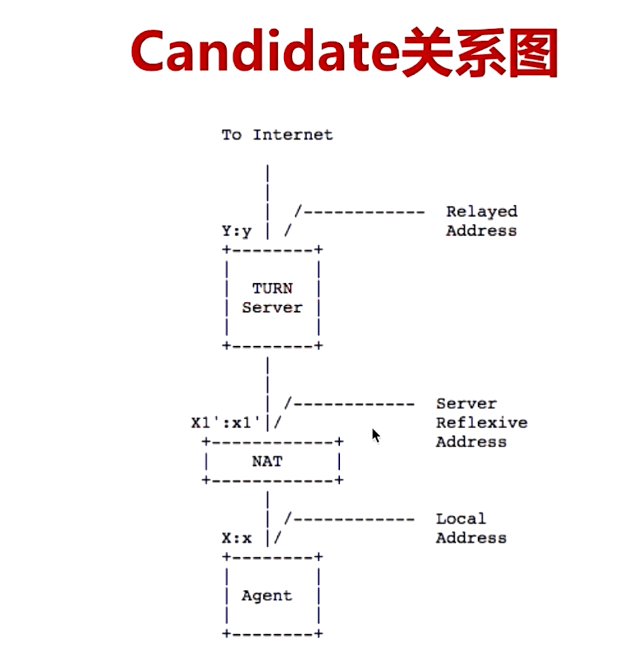 Candidate关系图
To Internet
|
|
| /------------ Relayed
Y:y | / Address
+--------+
| |
| TURN |
| Server |
| |
+--------+
|
|
| /------------ Server
X1':x1'|/ Reflexive
+------------+ Address
| NAT |
+------------+
|
| /------------ Local
X:x |/ Address
+--------+
| |
| Agent |
| |
+--------+